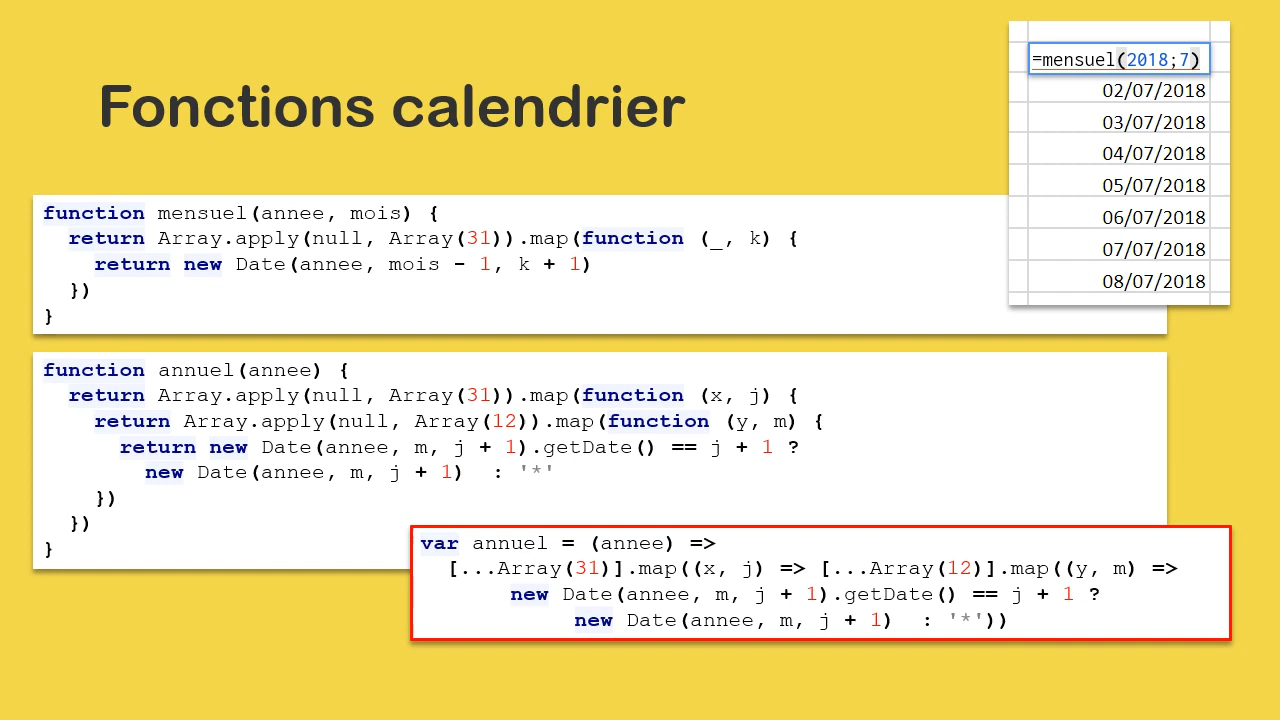 Fonctions calendrier
=mensuel(2018;7)
02/07/2018
03/07/2018
04/07/2018
05/07/2018
06/07/2018
07/07/2018
08/07/2018
function mensuel(annee, mois) {
  return Array.apply(null, Array(31)).map(function (_, k) {
    return new Date(annee, mois - 1, k + 1)
  })
}
function annuel(annee) {
  return Array.apply(null, Array(31)).map(function (x, j) {
    return Array.apply(null, Array(12)).map(function (y, m) {
      return new Date(annee, m, j + 1).getDate() == j + 1 ?
        new Date(annee, m, j + 1)  : '*'
    })
  })
}
var annuel = (annee) =>
  [...Array(31)].map((x, j) => [...Array(12)].map((y, m) =>
       new Date(annee, m, j + 1).getDate() == j + 1 ?
            new Date(annee, m, j + 1)  : '*'))